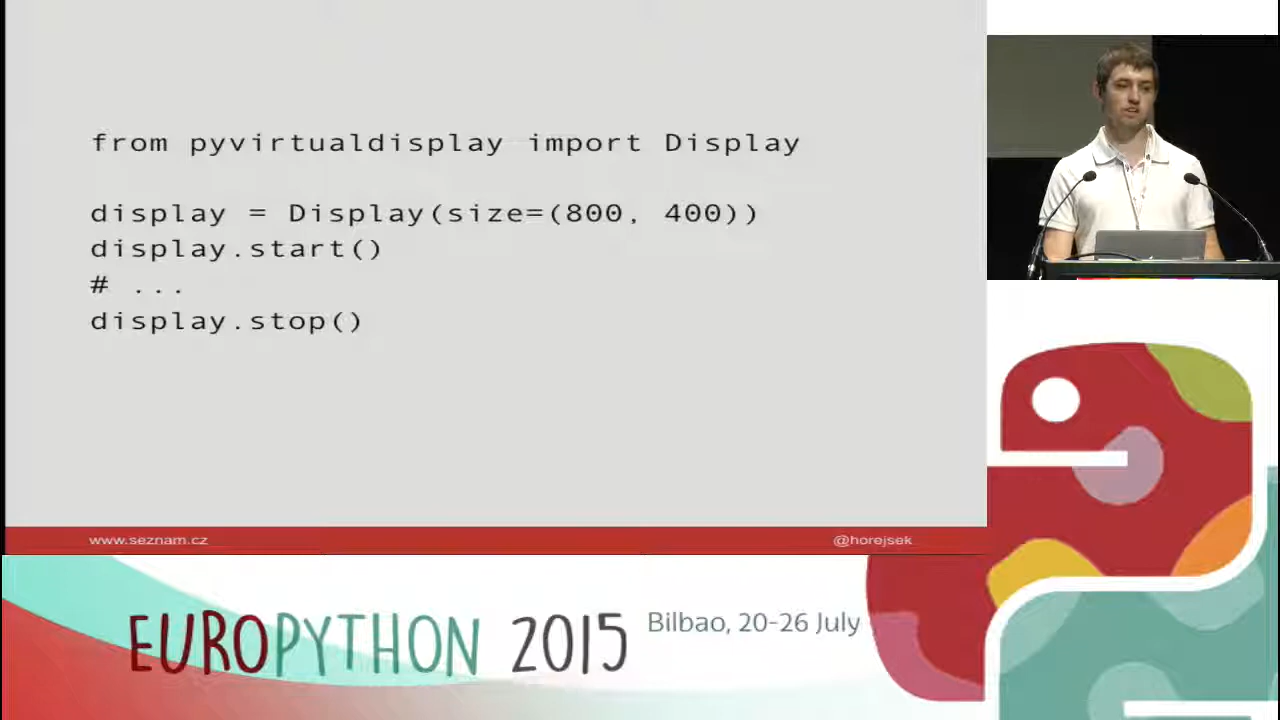 from pyvirtualdisplay import Display
display = Display(size=(800, 400))
display.start()
# ...
display.stop()
www.seznam.cz
@horejsek
EUROPYTHON 2015
Bilbao, 20-26 July